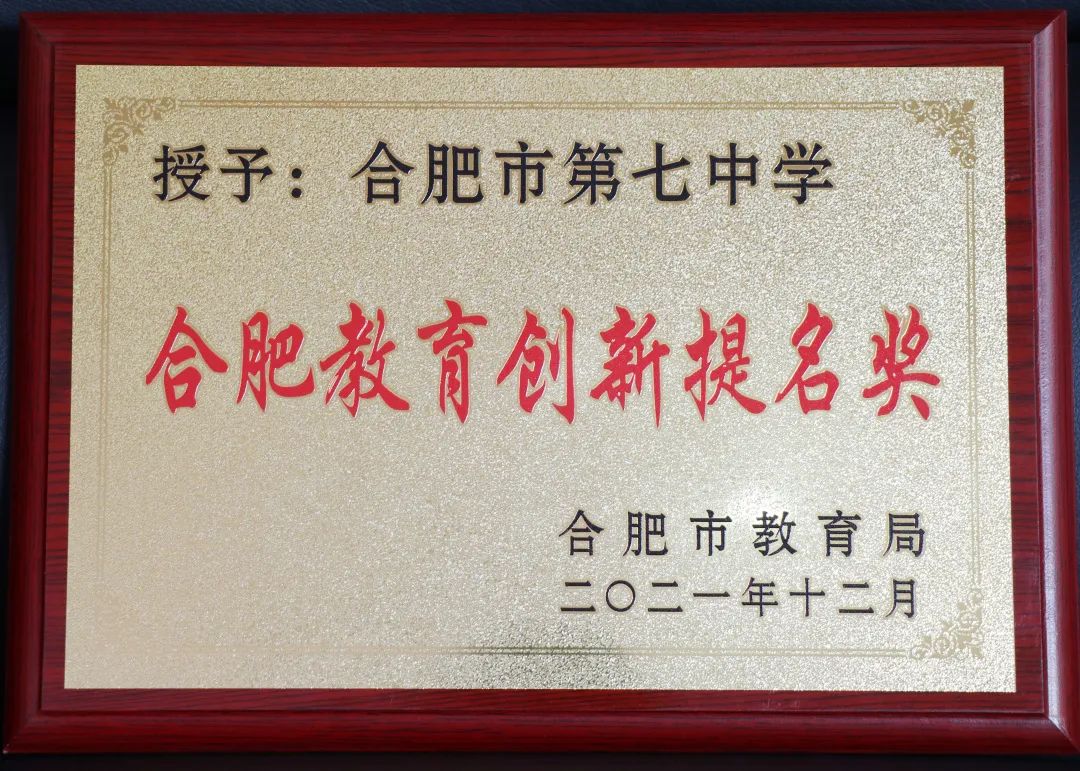 授予：合肥市第七中学
合肥教育创新提名奖
合肥市教育局
二〇二一年十二月